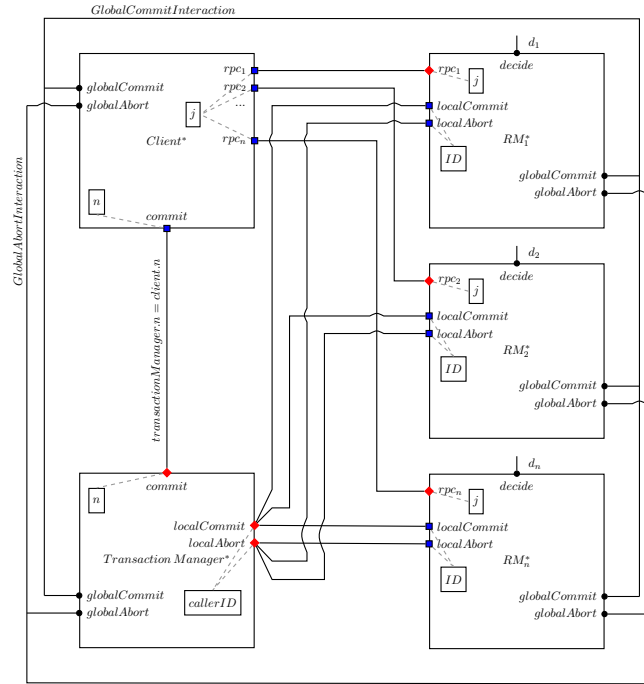 GlobalCommitInteraction
GlobalAbortInteraction
rpc₁
rpc₂
...
rpcₙ
globalCommit
globalAbort
j
Client*
n
commit
transactionManager.n = client.n
n
commit
localCommit
localAbort
Transaction Manager*
callerID
globalCommit
globalAbort
d₁
decide
rpc₁
j
localCommit
localAbort
ID
RM₁*
globalCommit
globalAbort
d₂
decide
rpc₂
j
localCommit
localAbort
ID
RM₂*
globalCommit
globalAbort
dₙ
decide
rpcₙ
j
localCommit
localAbort
ID
RMₙ*
globalCommit
globalAbort